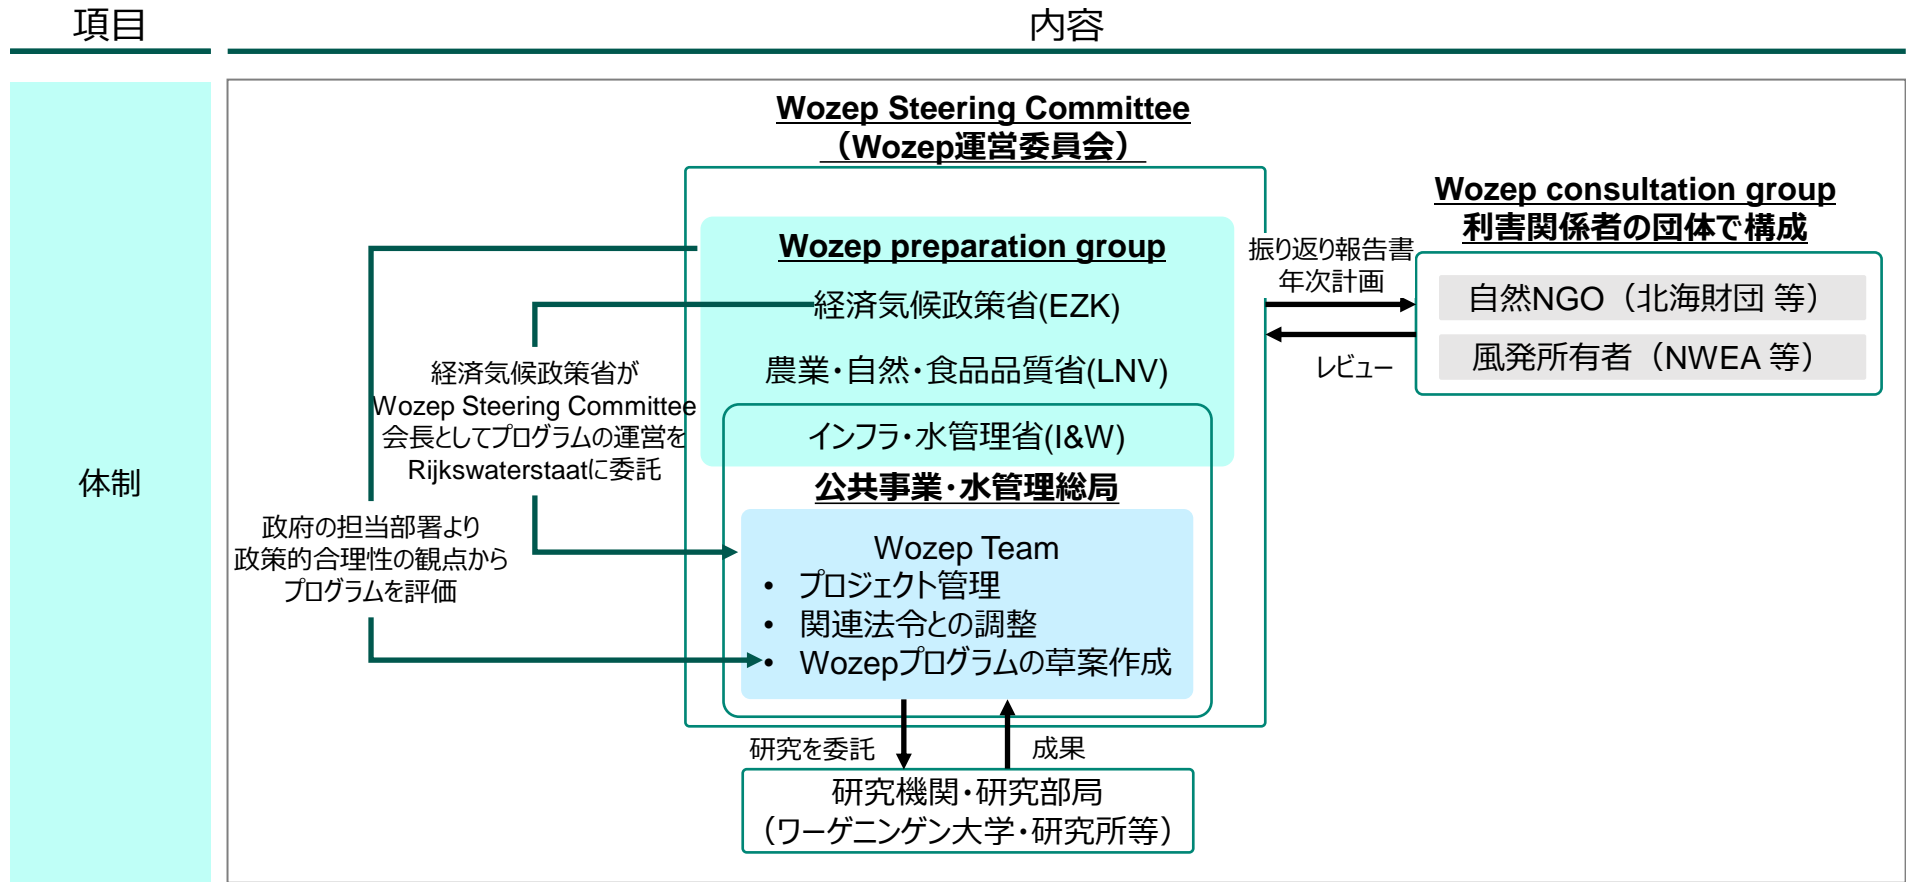 項目
内容
体制
Wozep Steering Committee
（Wozep運営委員会）
Wozep preparation group
経済気候政策省(EZK)
農業・自然・食品品質省(LNV)
インフラ・水管理省(I&W)
公共事業・水管理総局
Wozep Team
• プロジェクト管理
• 関連法令との調整
• Wozepプログラムの草案作成
経済気候政策省が
Wozep Steering Committee
会長としてプログラムの運営を
Rijkswaterstaatに委託
政府の担当部署より
政策的合理性の観点から
プログラムを評価
振り返り報告書
年次計画
レビュー
Wozep consultation group
利害関係者の団体で構成
自然NGO（北海財団 等）
風発所有者（NWEA 等）
研究を委託
成果
研究機関・研究部局
（ワーゲニンゲン大学・研究所等）